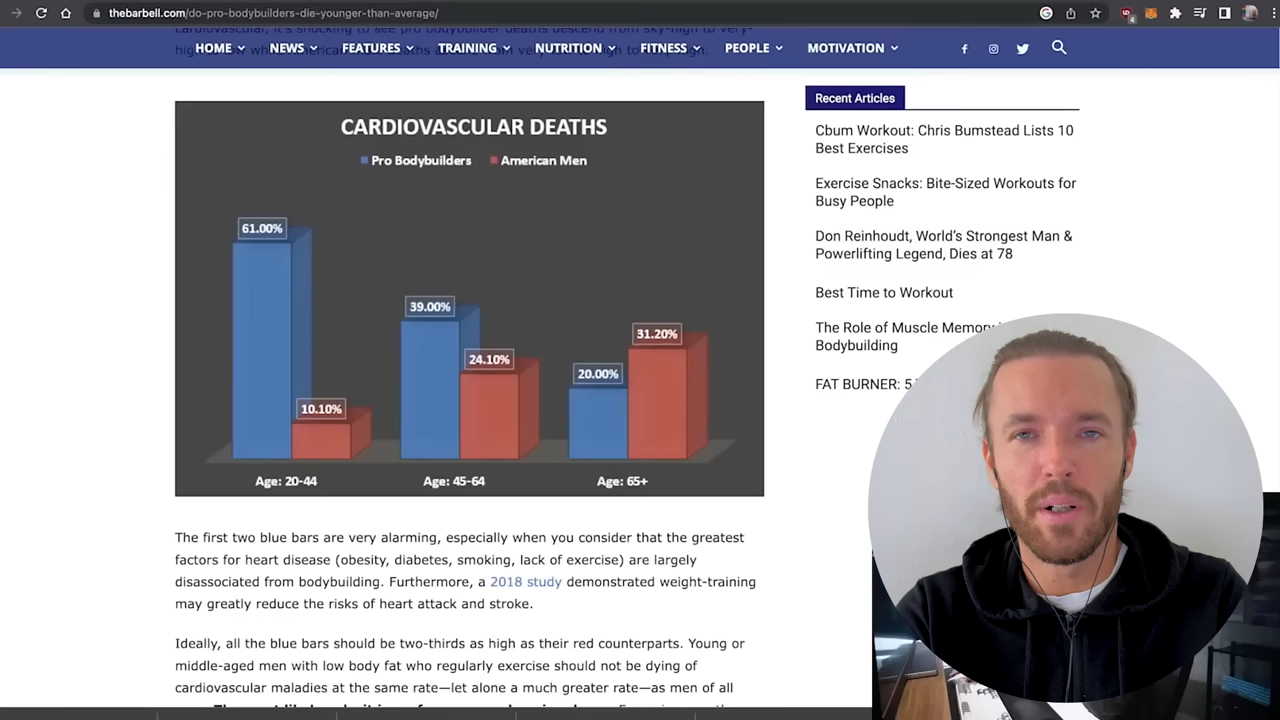 thebarbell.com/do-pro-bodybuilders-die-younger-than-average/
HOME NEWS FEATURES TRAINING NUTRITION FITNESS PEOPLE MOTIVATION
CARDIOVASCULAR DEATHS
Pro Bodybuilders American Men
61.00%
39.00%
31.20%
24.10%
20.00%
10.10%
Age: 20-44 Age: 45-64 Age: 65+
The first two blue bars are very alarming, especially when you consider that the greatest
factors for heart disease (obesity, diabetes, smoking, lack of exercise) are largely
disassociated from bodybuilding. Furthermore, a 2018 study demonstrated weight-training
may greatly reduce the risks of heart attack and stroke.
Ideally, all the blue bars should be two-thirds as high as their red counterparts. Young or
middle-aged men with low body fat who regularly exercise should not be dying of
cardiovascular maladies at the same rate—let alone a much greater rate—as men of all
Recent Articles
Cbum Workout: Chris Bumstead Lists 10
Best Exercises
Exercise Snacks: Bite-Sized Workouts for
Busy People
Don Reinhoudt, World's Strongest Man &
Powerlifting Legend, Dies at 78
Best Time to Workout
The Role of Muscle Memory
Bodybuilding
FAT BURNER: 5